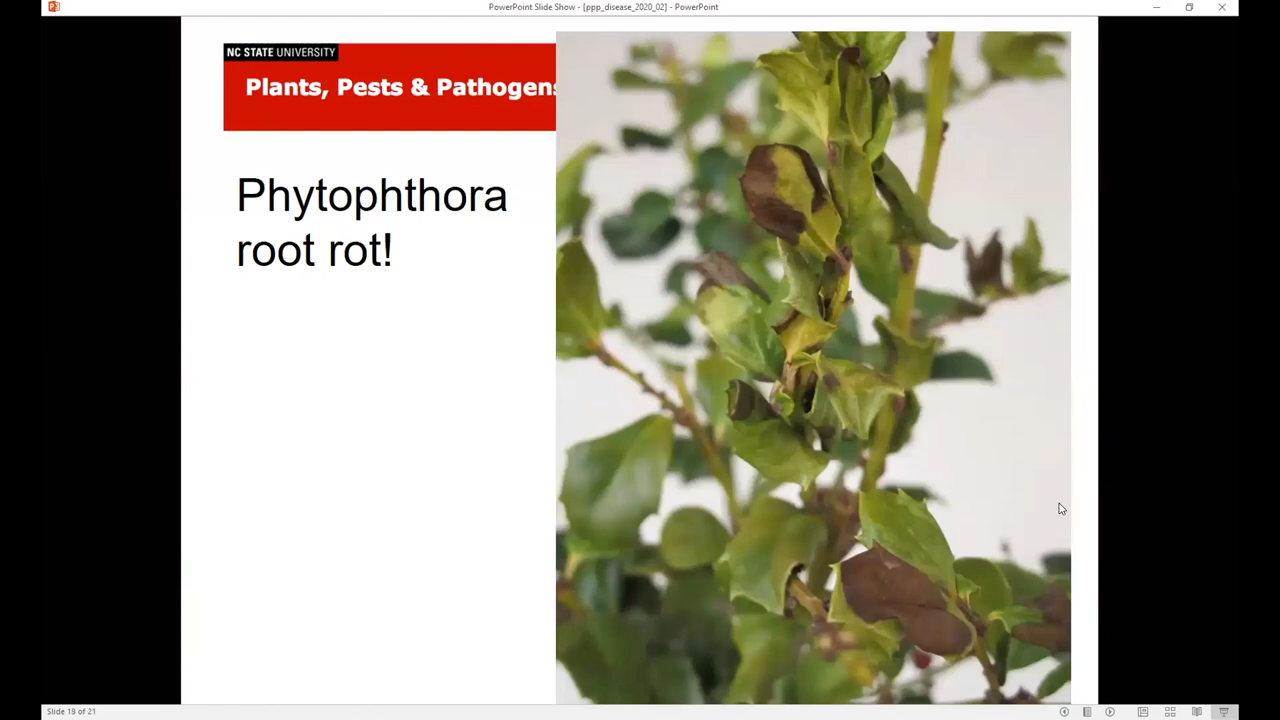 PowerPoint Slide Show - [ppp_disease_2020_02] - PowerPoint
NC STATE UNIVERSITY
Plants, Pests & Pathogens
Phytophthora
root rot!
Slide 19 of 21